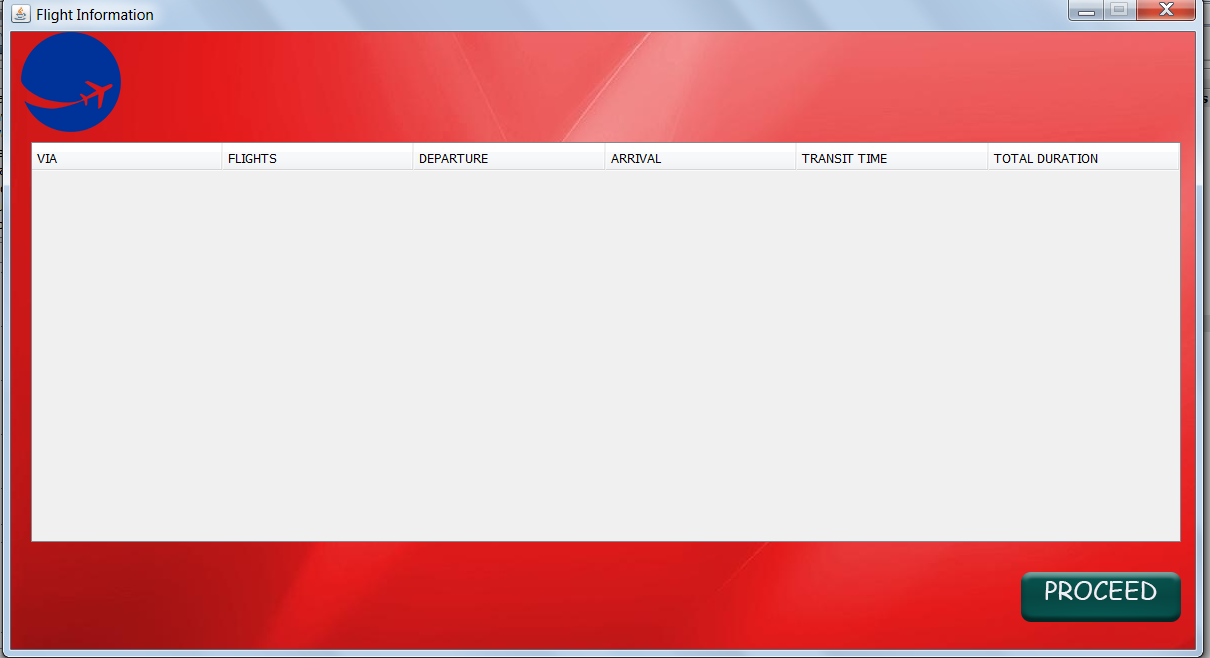 Flight Information
VIA FLIGHTS DEPARTURE ARRIVAL TRANSIT TIME TOTAL DURATION
PROCEED